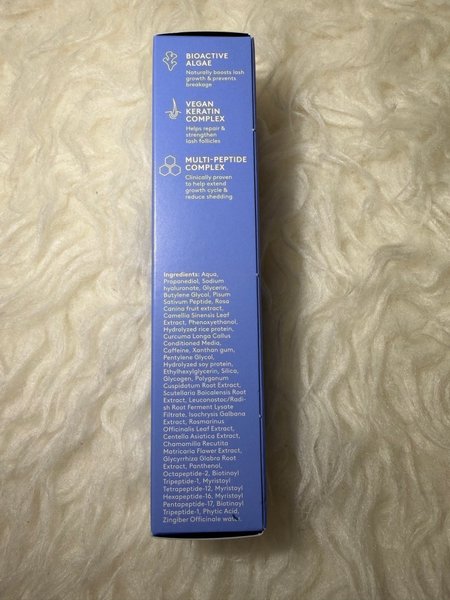 BIOACTIVE
ALGAE
Naturally boosts lash
growth & prevents
breakage
VEGAN
KERATIN
COMPLEX
Helps repair &
strengthen
lash follicles
MULTI-PEPTIDE
COMPLEX
Clinically proven
to help extend
growth cycle &
reduce shedding
Ingredients: Aqua,
Propanediol, Sodium
hyaluronate, Glycerin,
Butylene Glycol, Pisum
Sativum Peptide, Rosa
Canina fruit extract,
Camellia Sinensis Leaf
Extract, Phenoxyethanol,
Hydrolyzed rice protein,
Curcuma Longa Callus
Conditioned Media,
Caffeine, Xanthan gum,
Pentylene Glycol,
Hydrolyzed soy protein,
Ethylhexylglycerin, Silica,
Glycogen, Polygonum
Cuspidatum Root Extract,
Scutellaria Baicalensis Root
Extract, Leuconostoc/Radi-
sh Root Ferment Lysate
Filtrate, Isochrysis Galbana
Extract, Rosmarinus
Officinalis Leaf Extract,
Centella Asiatica Extract,
Chamomilla Recutita
Matricaria Flower Extract,
Glycyrrhiza Glabra Root
Extract, Panthenol,
Octapeptide-2, Biotinoyl
Tripeptide-1, Myristoyl
Tetrapeptide-12, Myristoyl
Hexapeptide-16, Myristoyl
Pentapeptide-17, Biotinoyl
Tripeptide-1, Phytic Acid,
Zingiber Officinale water.